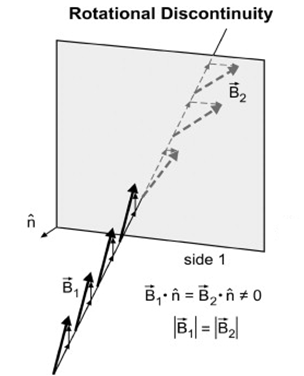 Rotational Discontinuity
B⃗₂
n̂
side 1
B⃗₁
B⃗₁ • n̂ = B⃗₂ • n̂ ≠ 0
|B⃗₁| = |B⃗₂|